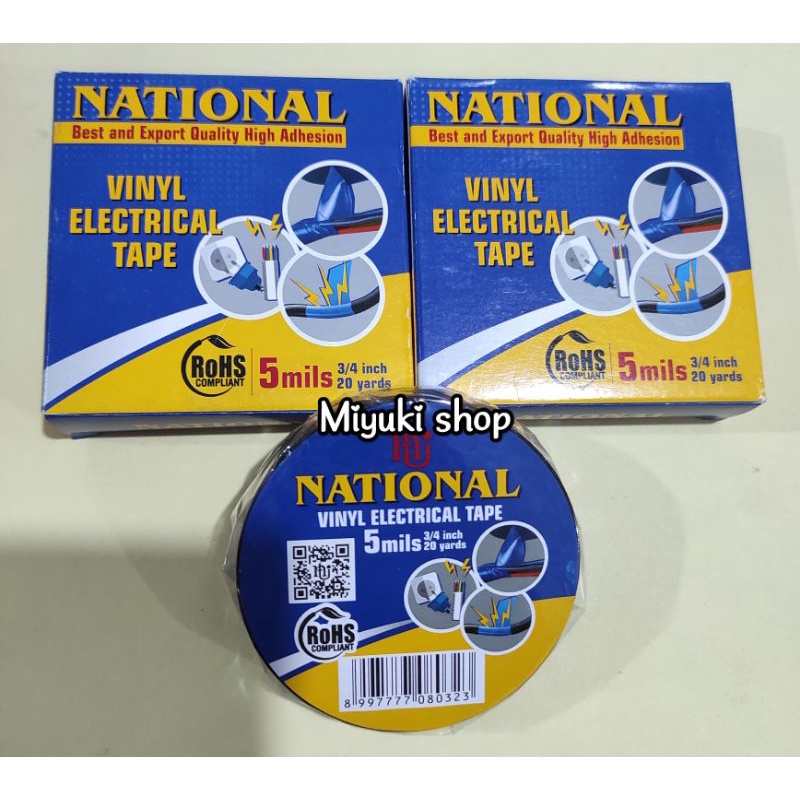 NATIONAL
Best and Export Quality High Adhesion
VINYL
ELECTRICAL
TAPE
RoHS
COMPLIANT
5mils
3/4 inch
20 yards
NATIONAL
Best and Export Quality High Adhesion
VINYL
ELECTRICAL
TAPE
RoHS
COMPLIANT
5mils
3/4 inch
20 yards
Miyuki shop
NATIONAL
VINYL ELECTRICAL TAPE
5mils
3/4 inch
20 yards
RoHS
COMPLIANT
8 997777 080323